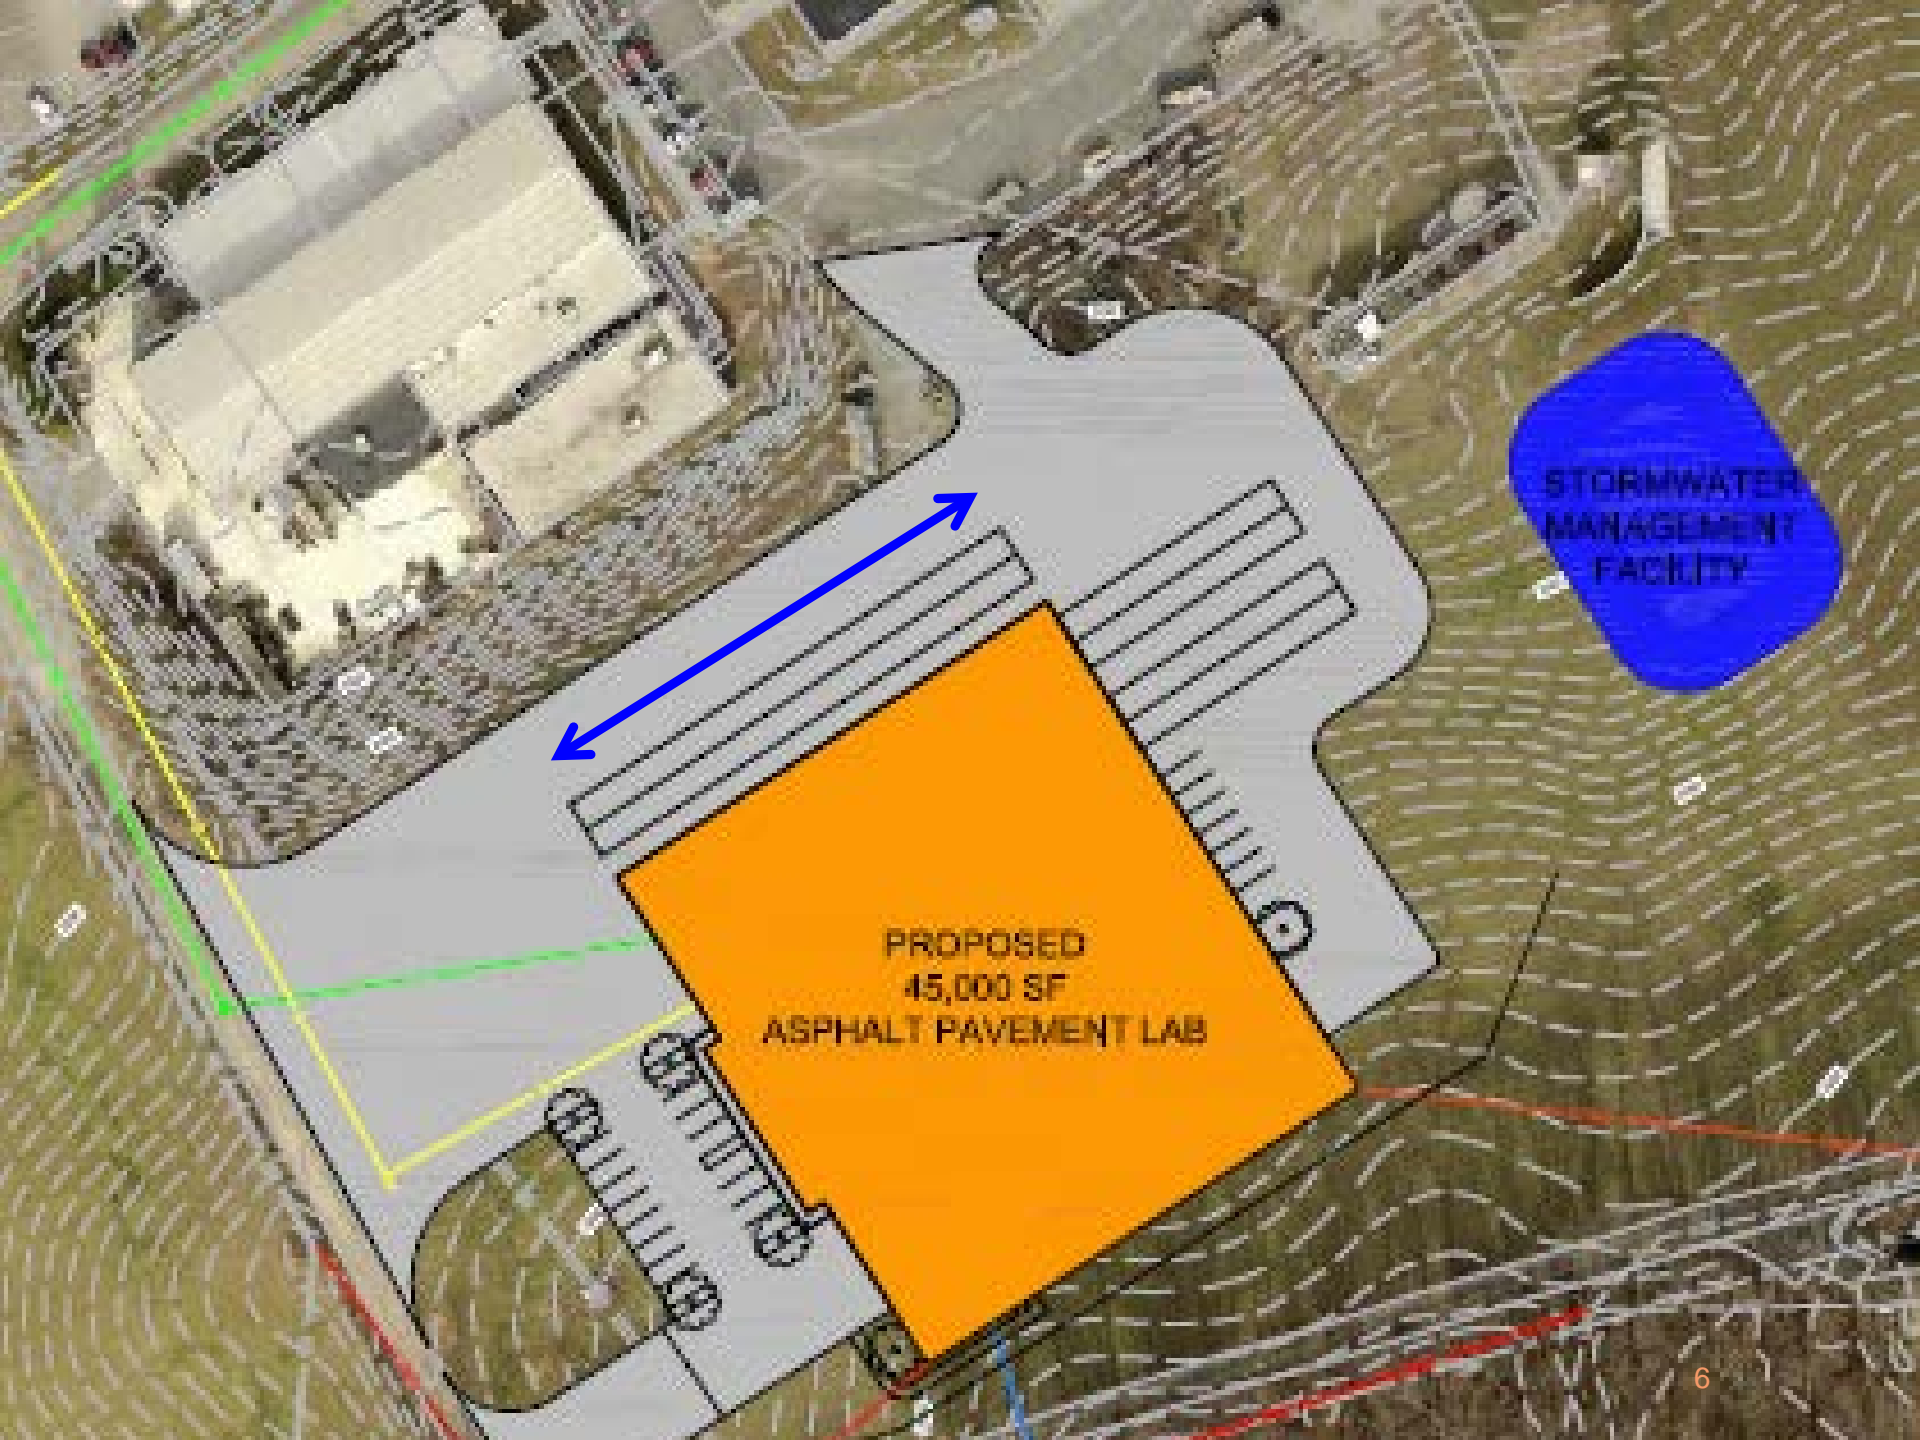 STORMWATER
MANAGEMENT
FACILITY
PROPOSED
45,000 SF
ASPHALT PAVEMENT LAB
6